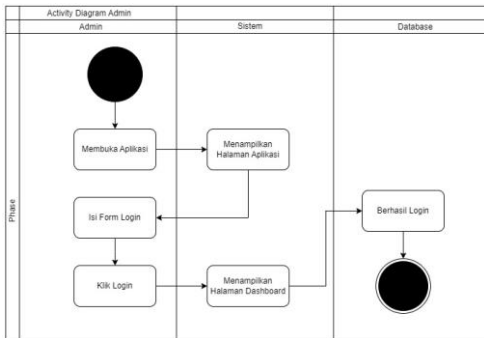 Activity Diagram Admin
Admin
Sistem
Database
Phase
Membuka Aplikasi
Menampilkan
Halaman Aplikasi
Isi Form Login
Berhasil Login
Klik Login
Menampilkan
Halaman Dashboard